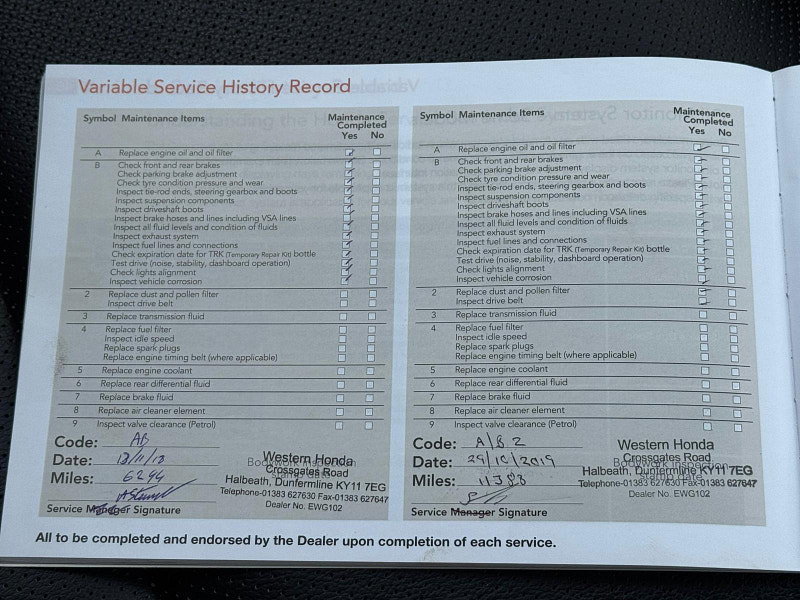 Variable Service History Record
Symbol Maintenance Items Maintenance Completed
Yes No
A Replace engine oil and oil filter
B Check front and rear brakes
Check parking brake adjustment
Check tyre condition pressure and wear
Inspect tie-rod ends, steering gearbox and boots
Inspect suspension components
Inspect driveshaft boots
Inspect brake hoses and lines including VSA lines
Inspect all fluid levels and condition of fluids
Inspect exhaust system
Inspect fuel lines and connections
Check expiration date for TRK (Temporary Repair Kit) bottle
Test drive (noise, stability, dashboard operation)
Check lights alignment
Inspect vehicle corrosion
2 Replace dust and pollen filter
Inspect drive belt
3 Replace transmission fluid
4 Replace fuel filter
Inspect idle speed
Replace spark plugs
Replace engine timing belt (where applicable)
5 Replace engine coolant
6 Replace rear differential fluid
7 Replace brake fluid
8 Replace air cleaner element
9 Inspect valve clearance (Petrol)
Code: AB
Date:
Miles:
Service Manager Signature
Bodywork Inspection
Western Honda
Crossgates Road
Halbeath, Dunfermline KY11 7EG
Telephone-01383 627630 Fax-01383 627647
Dealer No. EWG102
Symbol Maintenance Items Maintenance Completed
Yes No
A Replace engine oil and oil filter
B Check front and rear brakes
Check parking brake adjustment
Check tyre condition pressure and wear
Inspect tie-rod ends, steering gearbox and boots
Inspect suspension components
Inspect driveshaft boots
Inspect brake hoses and lines including VSA lines
Inspect all fluid levels and condition of fluids
Inspect exhaust system
Inspect fuel lines and connections
Check expiration date for TRK (Temporary Repair Kit) bottle
Test drive (noise, stability, dashboard operation)
Check lights alignment
Inspect vehicle corrosion
2 Replace dust and pollen filter
Inspect drive belt
3 Replace transmission fluid
4 Replace fuel filter
Inspect idle speed
Replace spark plugs
Replace engine timing belt (where applicable)
5 Replace engine coolant
6 Replace rear differential fluid
7 Replace brake fluid
8 Replace air cleaner element
9 Inspect valve clearance (Petrol)
Code: A/B 2
Date: 29/10/2019
Miles:
Service Manager Signature
Bodywork Inspection
Western Honda
Crossgates Road
Halbeath, Dunfermline KY11 7EG
Telephone-01383 627630 Fax-01383 627647
Dealer No. EWG102
All to be completed and endorsed by the Dealer upon completion of each service.